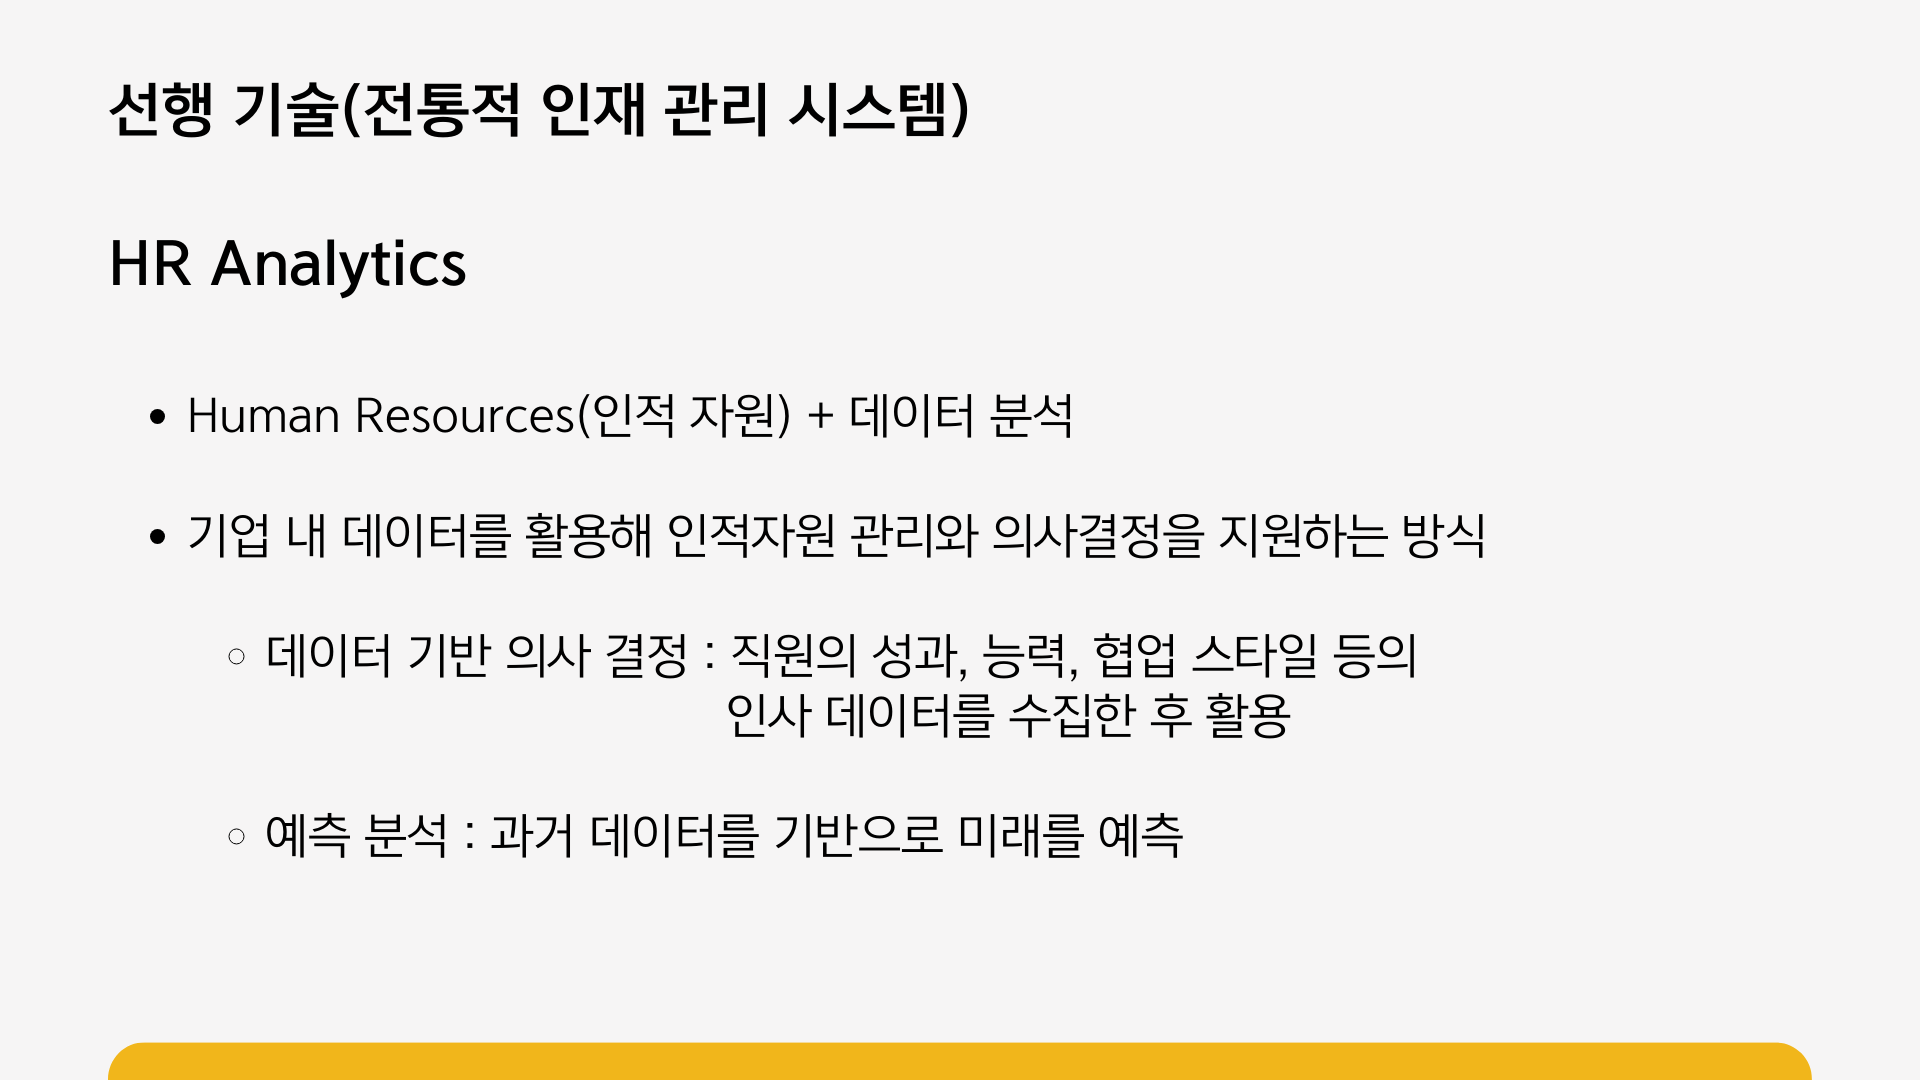 선행 기술(전통적 인재 관리 시스템)
HR Analytics
• Human Resources(인적 자원) + 데이터 분석
• 기업 내 데이터를 활용해 인적자원 관리와 의사결정을 지원하는 방식
◦ 데이터 기반 의사 결정 : 직원의 성과, 능력, 협업 스타일 등의
인사 데이터를 수집한 후 활용
◦ 예측 분석 : 과거 데이터를 기반으로 미래를 예측